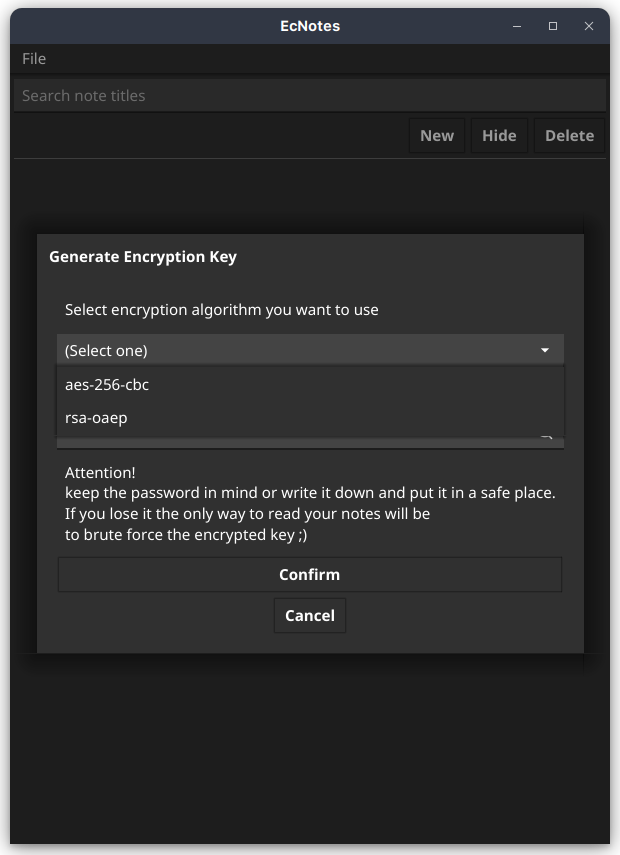 EcNotes
File
Search note titles
New Hide Delete
Generate Encryption Key
Select encryption algorithm you want to use
(Select one)
aes-256-cbc
rsa-oaep
Attention!
keep the password in mind or write it down and put it in a safe place.
If you lose it the only way to read your notes will be
to brute force the encrypted key ;)
Confirm
Cancel